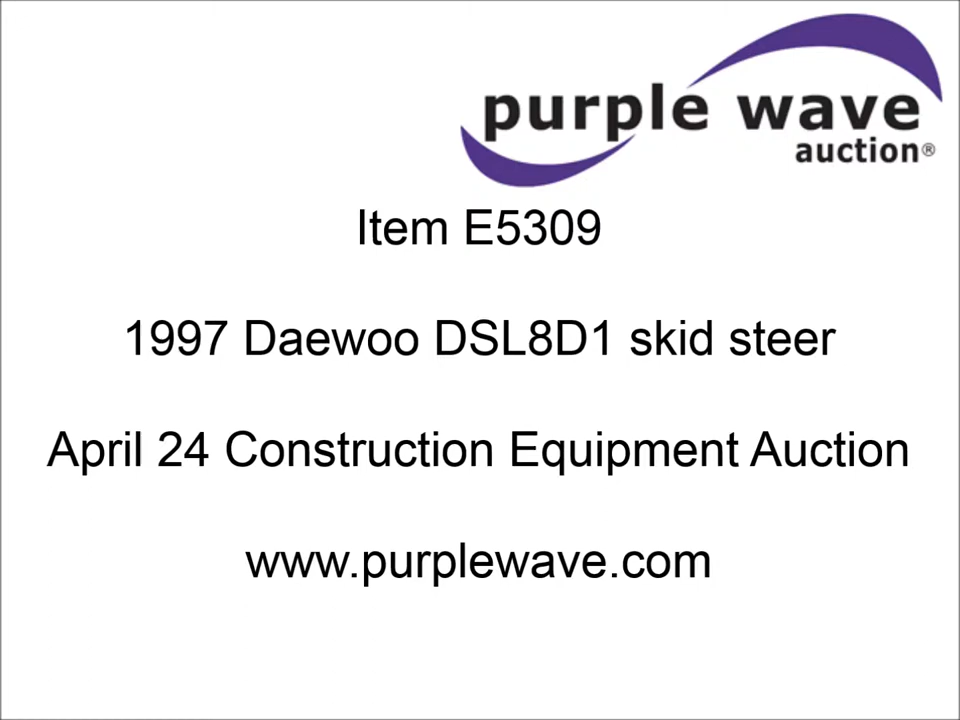 purple wave
auction®
Item E5309
1997 Daewoo DSL8D1 skid steer
April 24 Construction Equipment Auction
www.purplewave.com